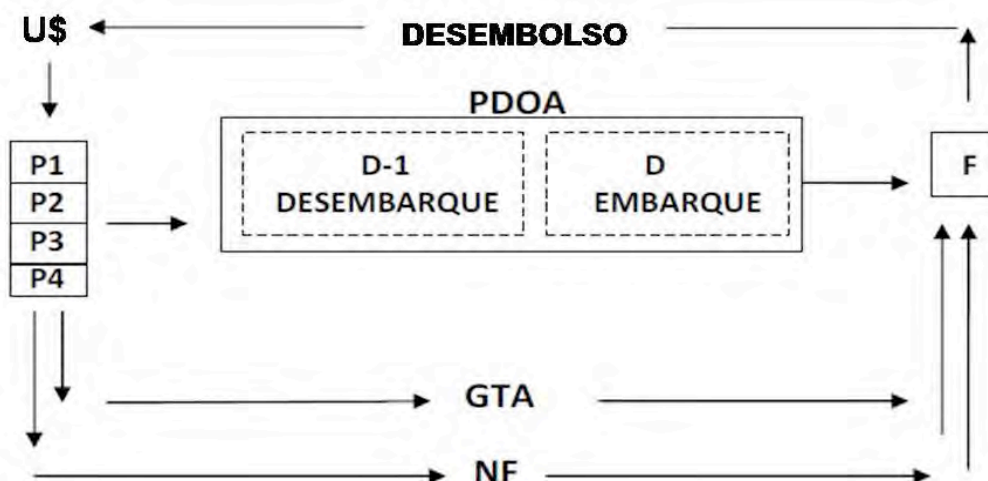 U$ DESEMBOLSO
PDOA
P1
P2
P3
P4
D-1
DESEMBARQUE
D
EMBARQUE
F
GTA
NF